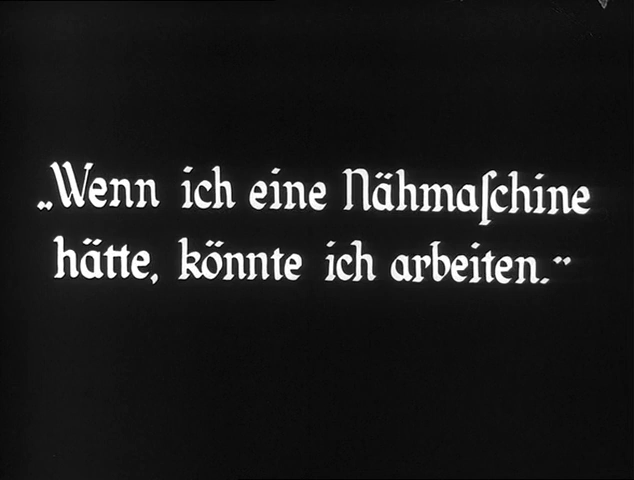 „Wenn ich eine Nähmaſchine
hätte, könnte ich arbeiten.“